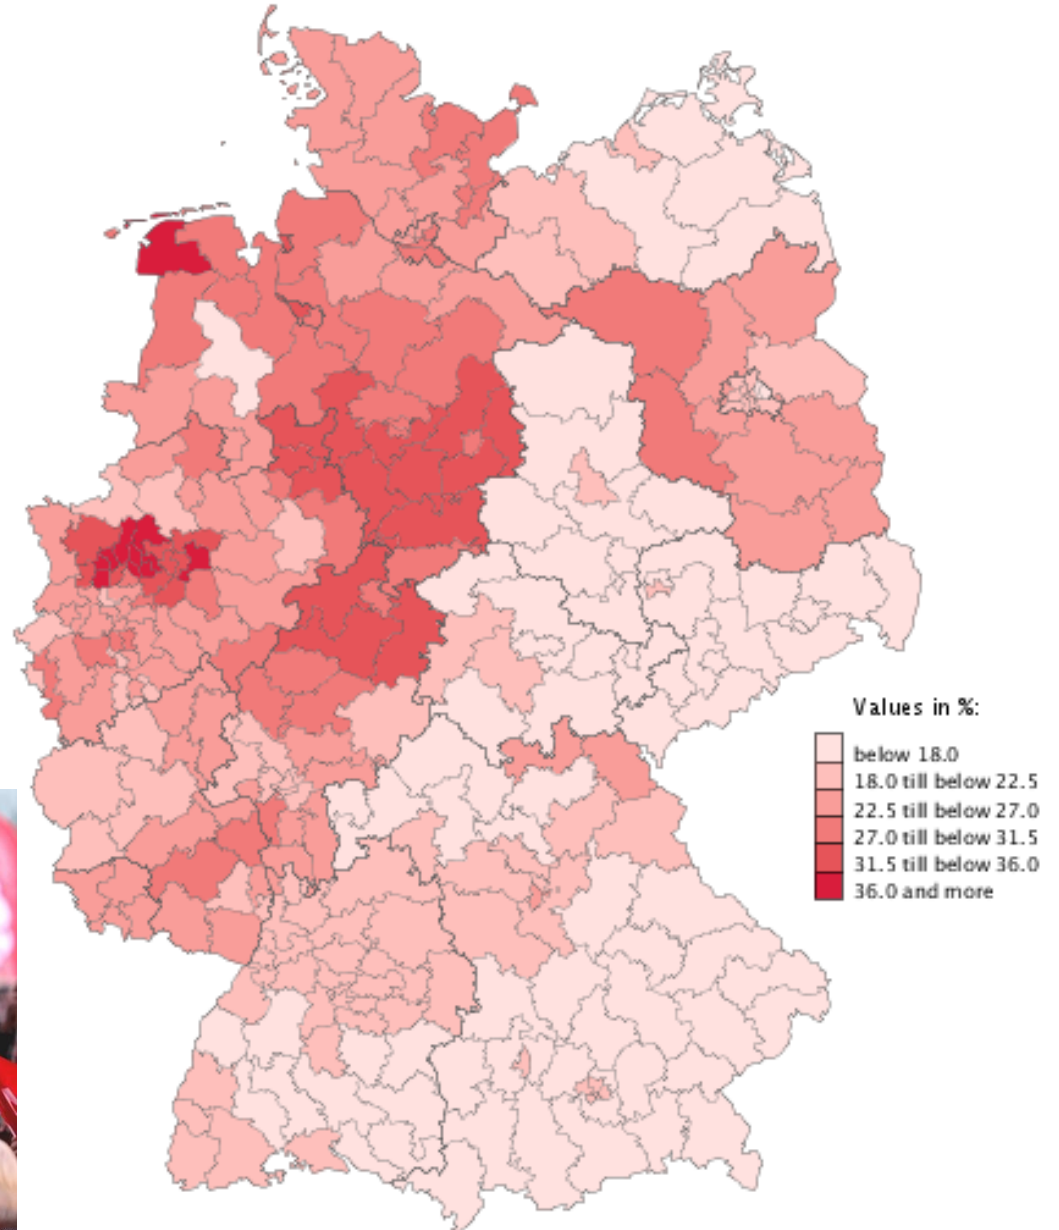 Values in %:
below 18.0
18.0 till below 22.5
22.5 till below 27.0
27.0 till below 31.5
31.5 till below 36.0
36.0 and more